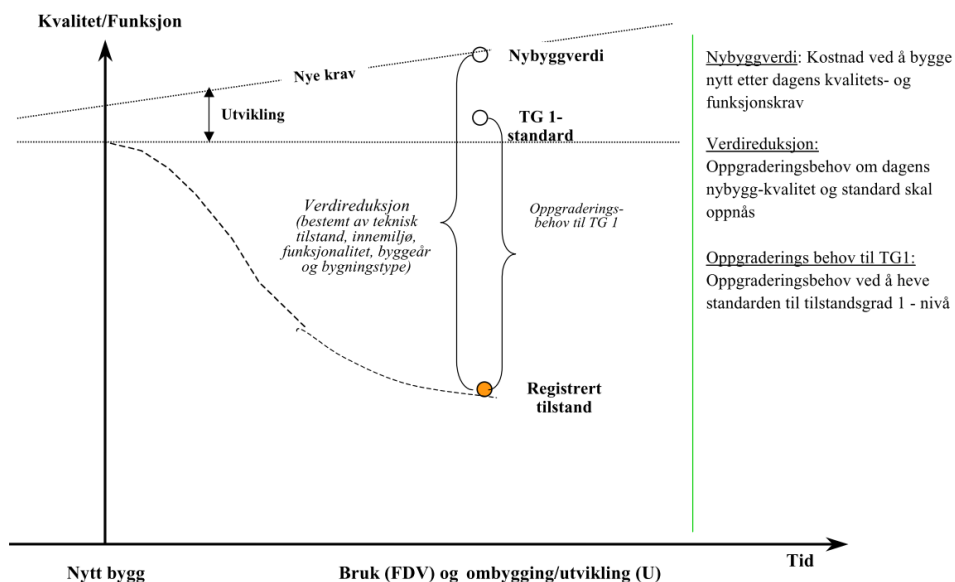 Kvalitet/Funksjon
Nye krav
Utvikling
Nybyggverdi
TG 1-
standard
Verdireduksjon
(bestemt av teknisk
tilstand, innemiljø,
funksjonalitet, byggeår
og bygningstype)
Oppgraderings-
behov til TG 1
Registrert
tilstand
Tid
Nytt bygg
Bruk (FDV) og ombygging/utvikling (U)
Nybyggverdi: Kostnad ved å bygge
nytt etter dagens kvalitets- og
funksjonskrav
Verdireduksjon:
Oppgraderingsbehov om dagens
nybygg-kvalitet og standard skal
oppnås
Oppgraderings behov til TG1:
Oppgraderingsbehov ved å heve
standarden til tilstandsgrad 1 - nivå